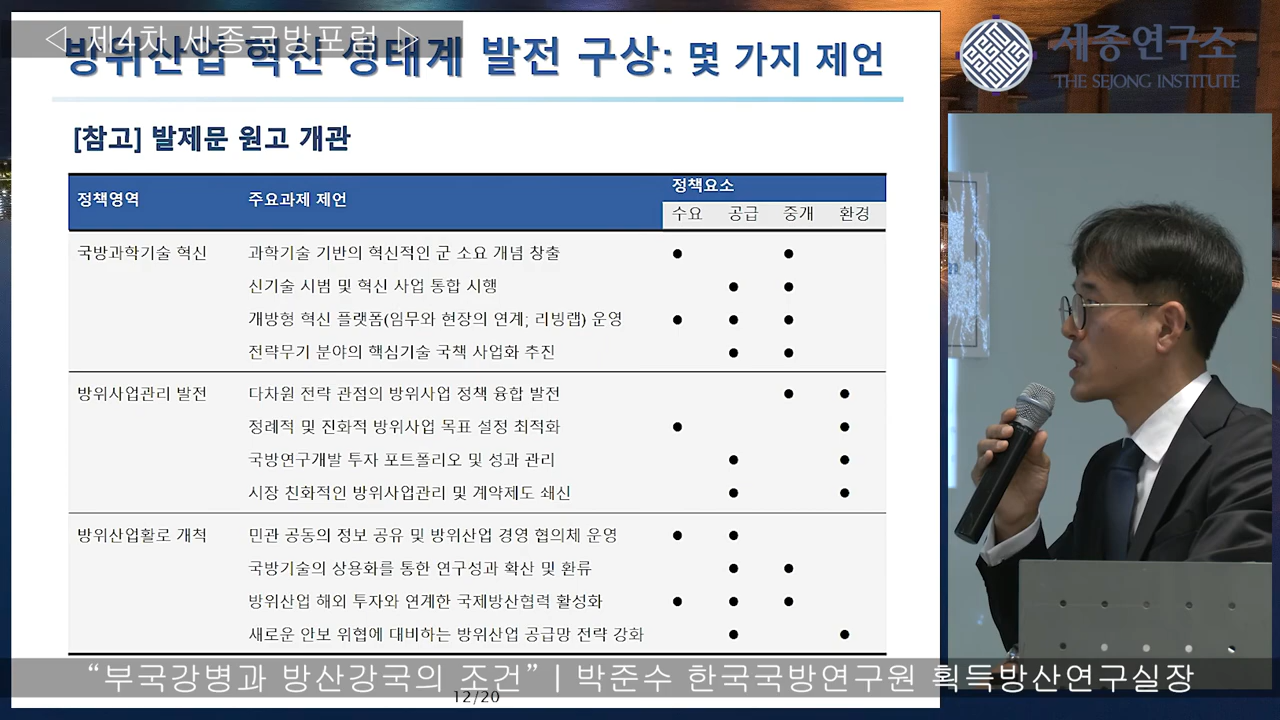 ◁ 제4차 세종국방포럼 ▷
방위산업 혁신 생태계 발전 구상: 몇 가지 제언
세종연구소
THE SEJONG INSTITUTE
[참고] 발제문 원고 개관
정책영역 주요과제 제언 정책요소
수요 공급 중개 환경
국방과학기술 혁신 과학기술 기반의 혁신적인 군 소요 개념 창출 ● ●
신기술 시범 및 혁신 사업 통합 시행 ● ●
개방형 혁신 플랫폼(임무와 현장의 연계; 리빙랩) 운영 ● ● ●
전략무기 분야의 핵심기술 국책 사업화 추진 ● ●
방위사업관리 발전 다차원 전략 관점의 방위사업 정책 융합 발전 ● ●
정례적 및 진화적 방위사업 목표 설정 최적화 ● ●
국방연구개발 투자 포트폴리오 및 성과 관리 ● ●
시장 친화적인 방위사업관리 및 계약제도 쇄신 ● ●
방위산업활로 개척 민관 공동의 정보 공유 및 방위산업 경영 협의체 운영 ● ●
국방기술의 상용화를 통한 연구성과 확산 및 환류 ● ●
방위산업 해외 투자와 연계한 국제방산협력 활성화 ● ● ●
새로운 안보 위협에 대비하는 방위산업 공급망 전략 강화 ● ●
“부국강병과 방산강국의 조건” | 박준수 한국국방연구원 획득방산연구실장
12/20